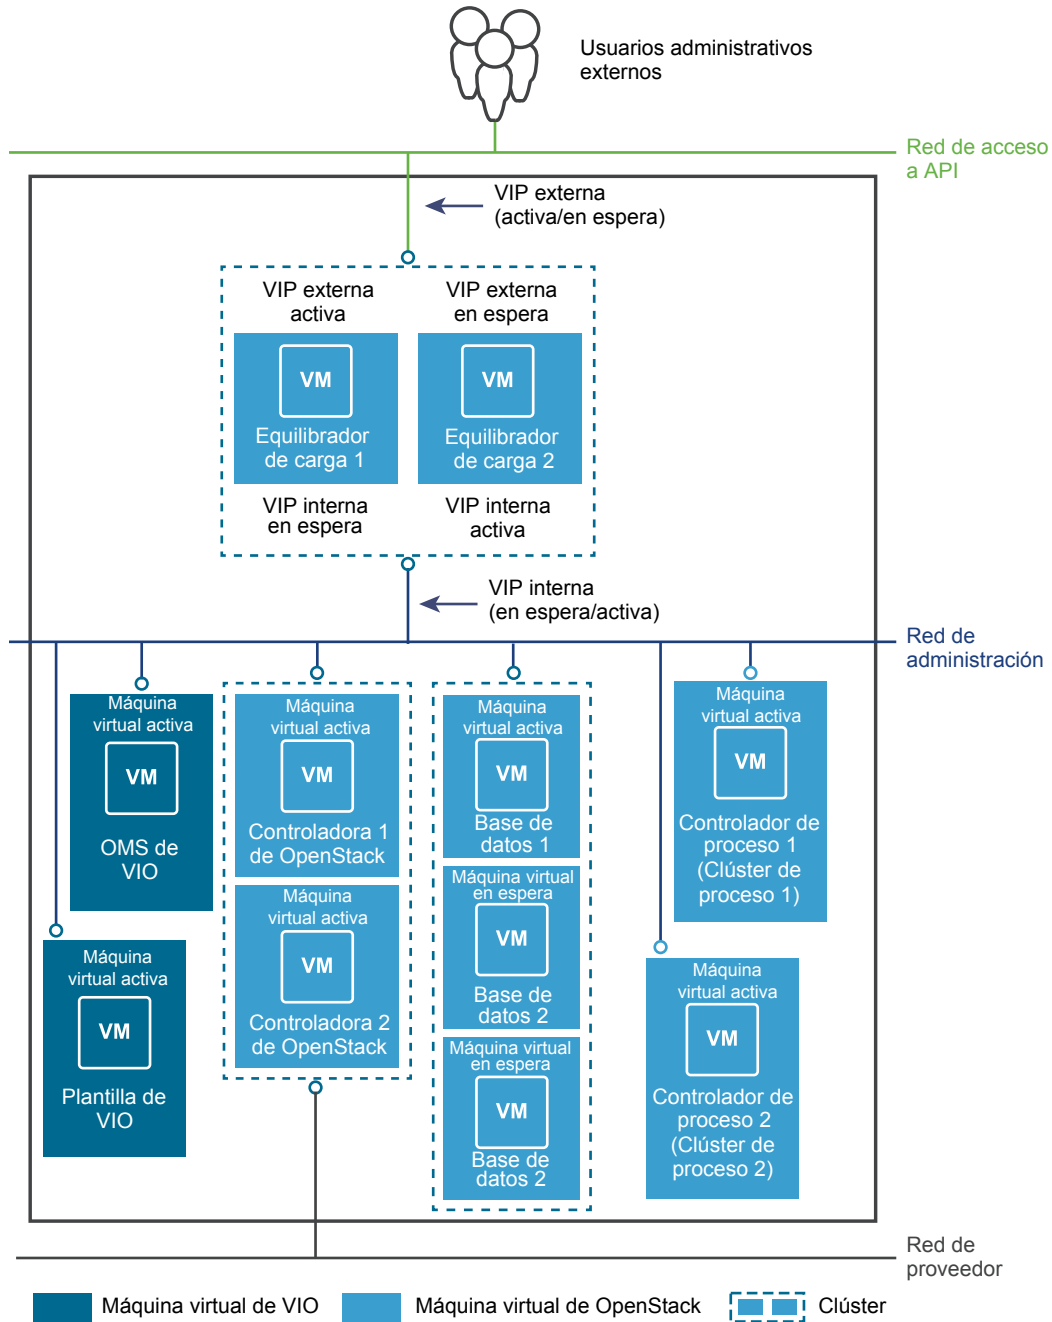 Usuarios administrativos
externos
Red de acceso
a API
VIP externa
(activa/en espera)
VIP externa
activa
VIP externa
en espera
VM
Equilibrador
de carga 1
VM
Equilibrador
de carga 2
VIP interna
en espera
VIP interna
activa
VIP interna
(en espera/activa)
Red de
administración
Máquina
virtual activa
VM
OMS de
VIO
Máquina
virtual activa
VM
Plantilla de
VIO
Máquina
virtual activa
VM
Controladora 1
de OpenStack
Máquina
virtual activa
VM
Controladora 2
de OpenStack
Máquina
virtual activa
VM
Base de
datos 1
Máquina virtual
en espera
VM
Base de
datos 2
Máquina virtual
en espera
VM
Base de
datos 2
Máquina
virtual activa
VM
Controlador de
proceso 1
(Clúster de
proceso 1)
Máquina
virtual activa
VM
Controlador de
proceso 2
(Clúster de
proceso 2)
Red de
proveedor
Máquina virtual de VIO
Máquina virtual de OpenStack
Clúster